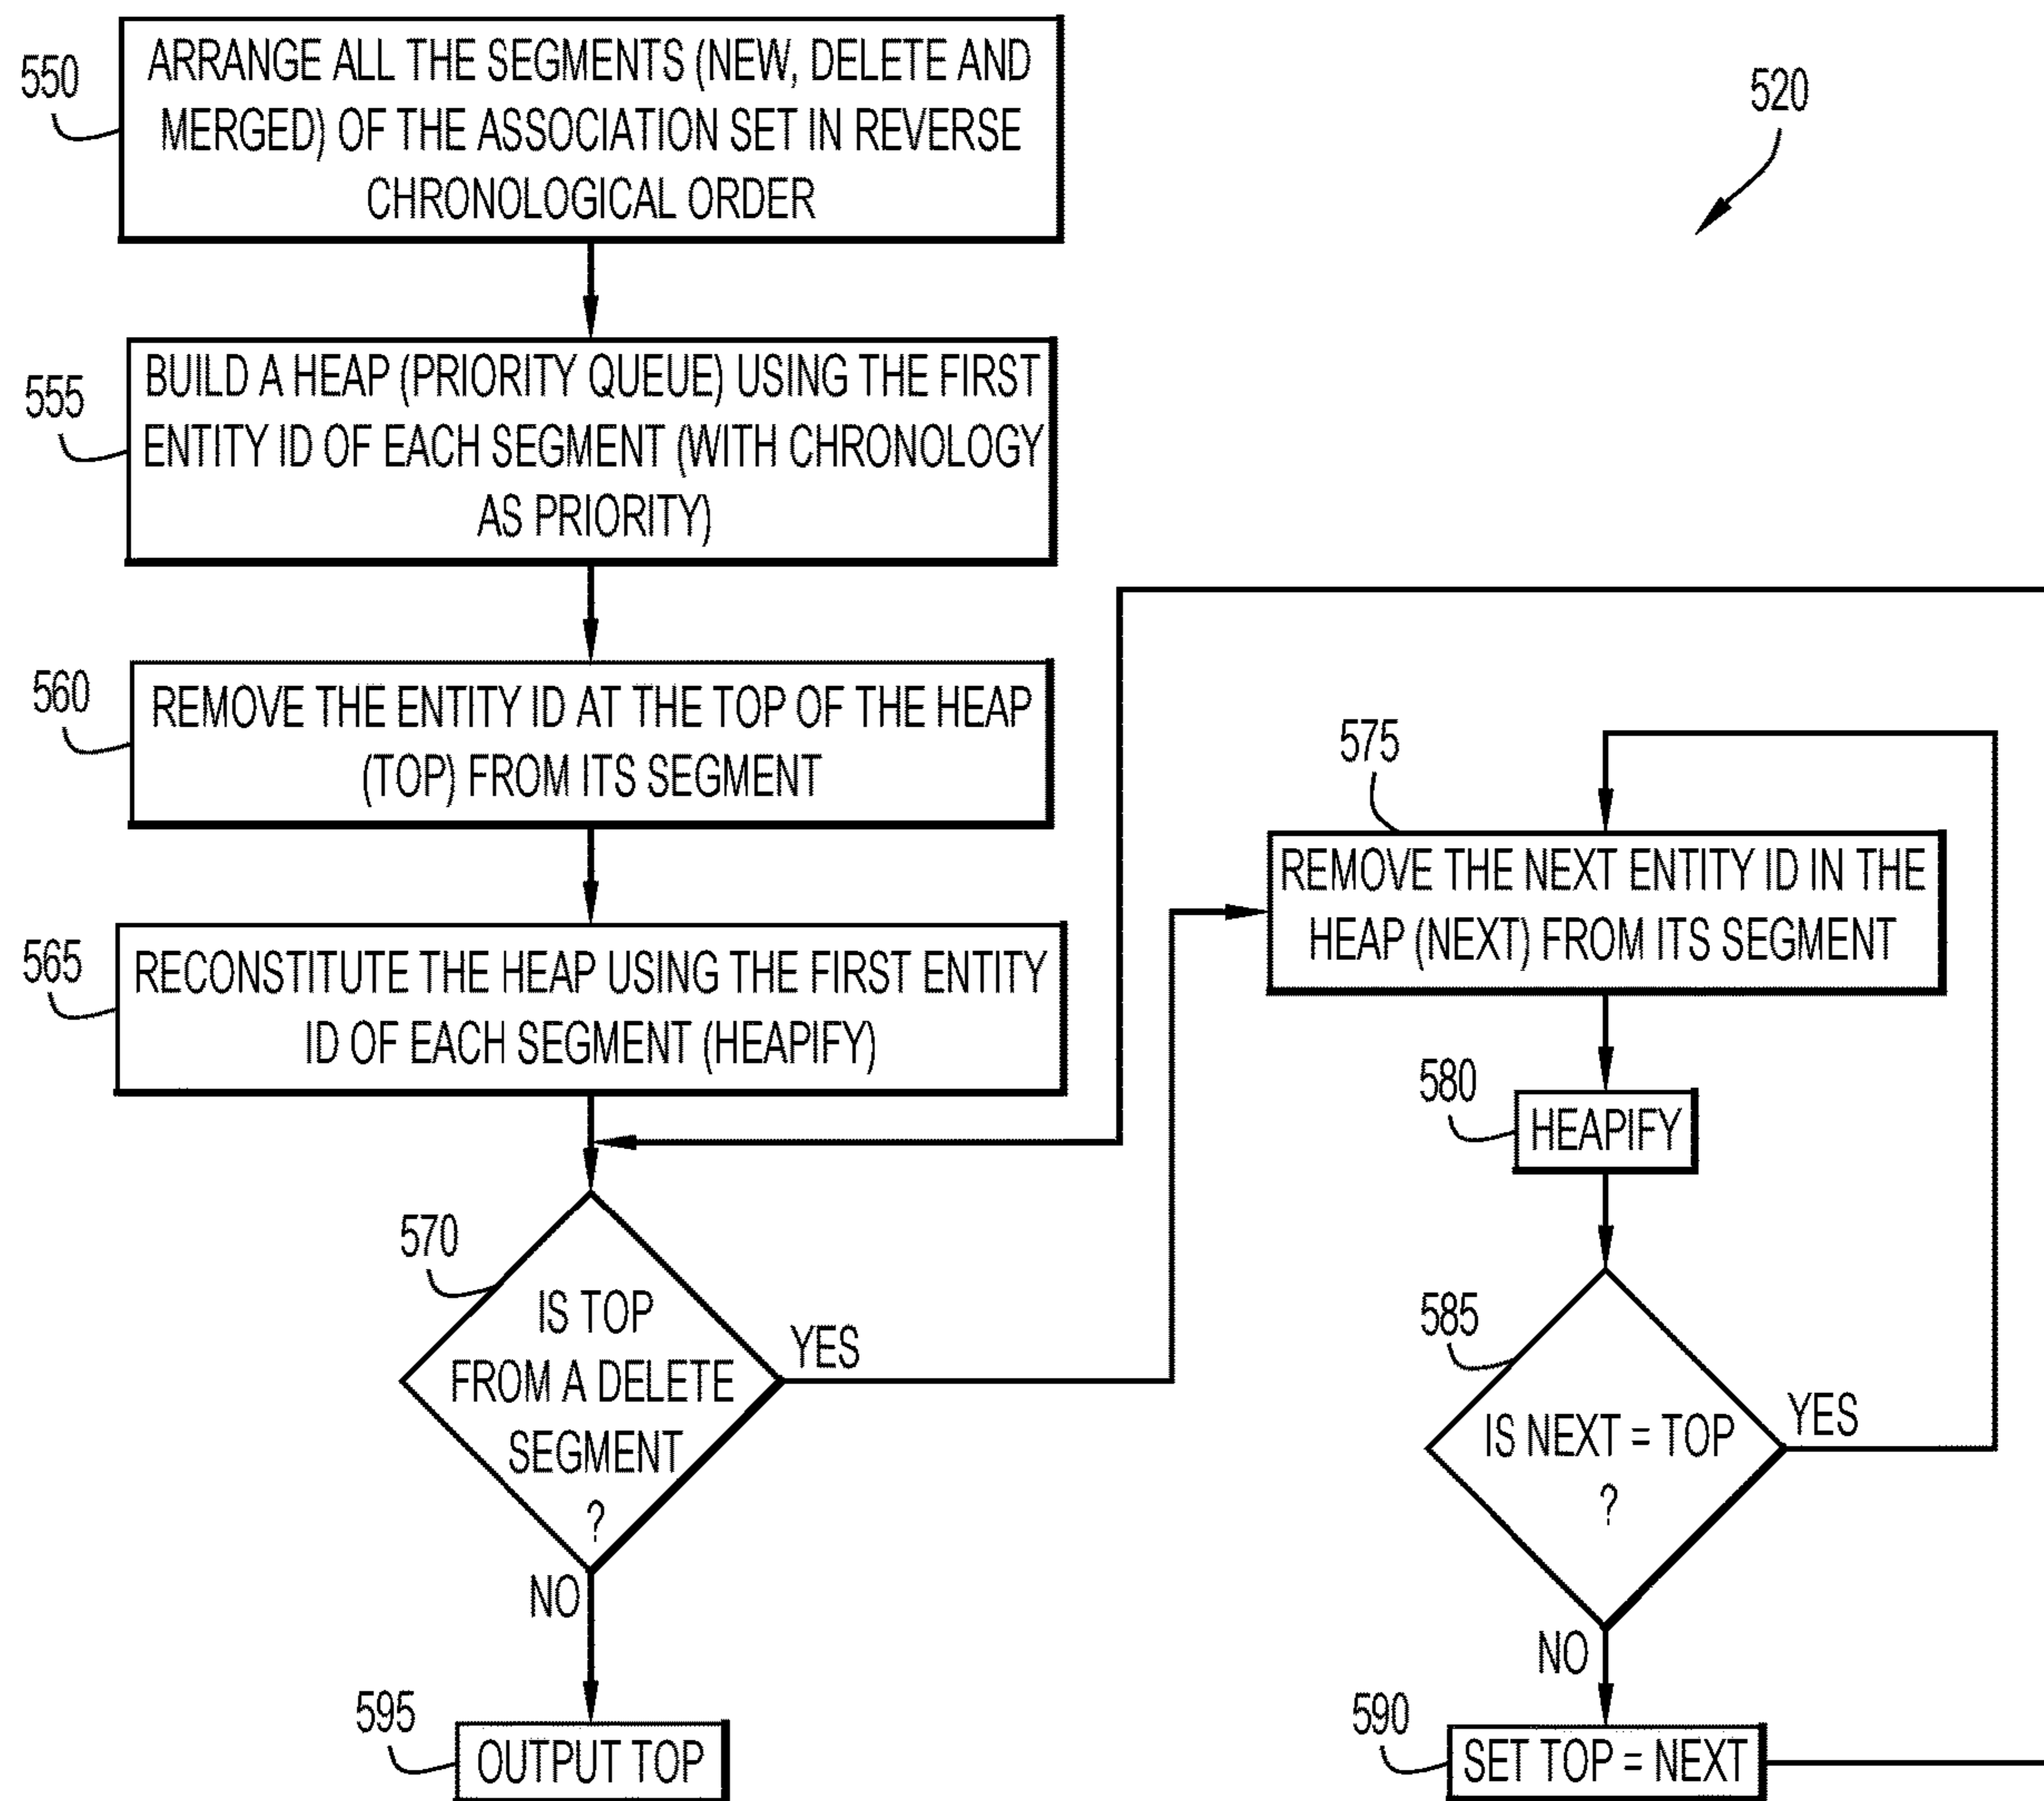 550
ARRANGE ALL THE SEGMENTS (NEW, DELETE AND
MERGED) OF THE ASSOCIATION SET IN REVERSE
CHRONOLOGICAL ORDER
520
555
BUILD A HEAP (PRIORITY QUEUE) USING THE FIRST
ENTITY ID OF EACH SEGMENT (WITH CHRONOLOGY
AS PRIORITY)
560
REMOVE THE ENTITY ID AT THE TOP OF THE HEAP
(TOP) FROM ITS SEGMENT
565
RECONSTITUTE THE HEAP USING THE FIRST ENTITY
ID OF EACH SEGMENT (HEAPIFY)
570
IS TOP
FROM A DELETE
SEGMENT
?
YES
NO
595
OUTPUT TOP
575
REMOVE THE NEXT ENTITY ID IN THE
HEAP (NEXT) FROM ITS SEGMENT
580
HEAPIFY
585
IS NEXT = TOP
?
YES
NO
590
SET TOP = NEXT